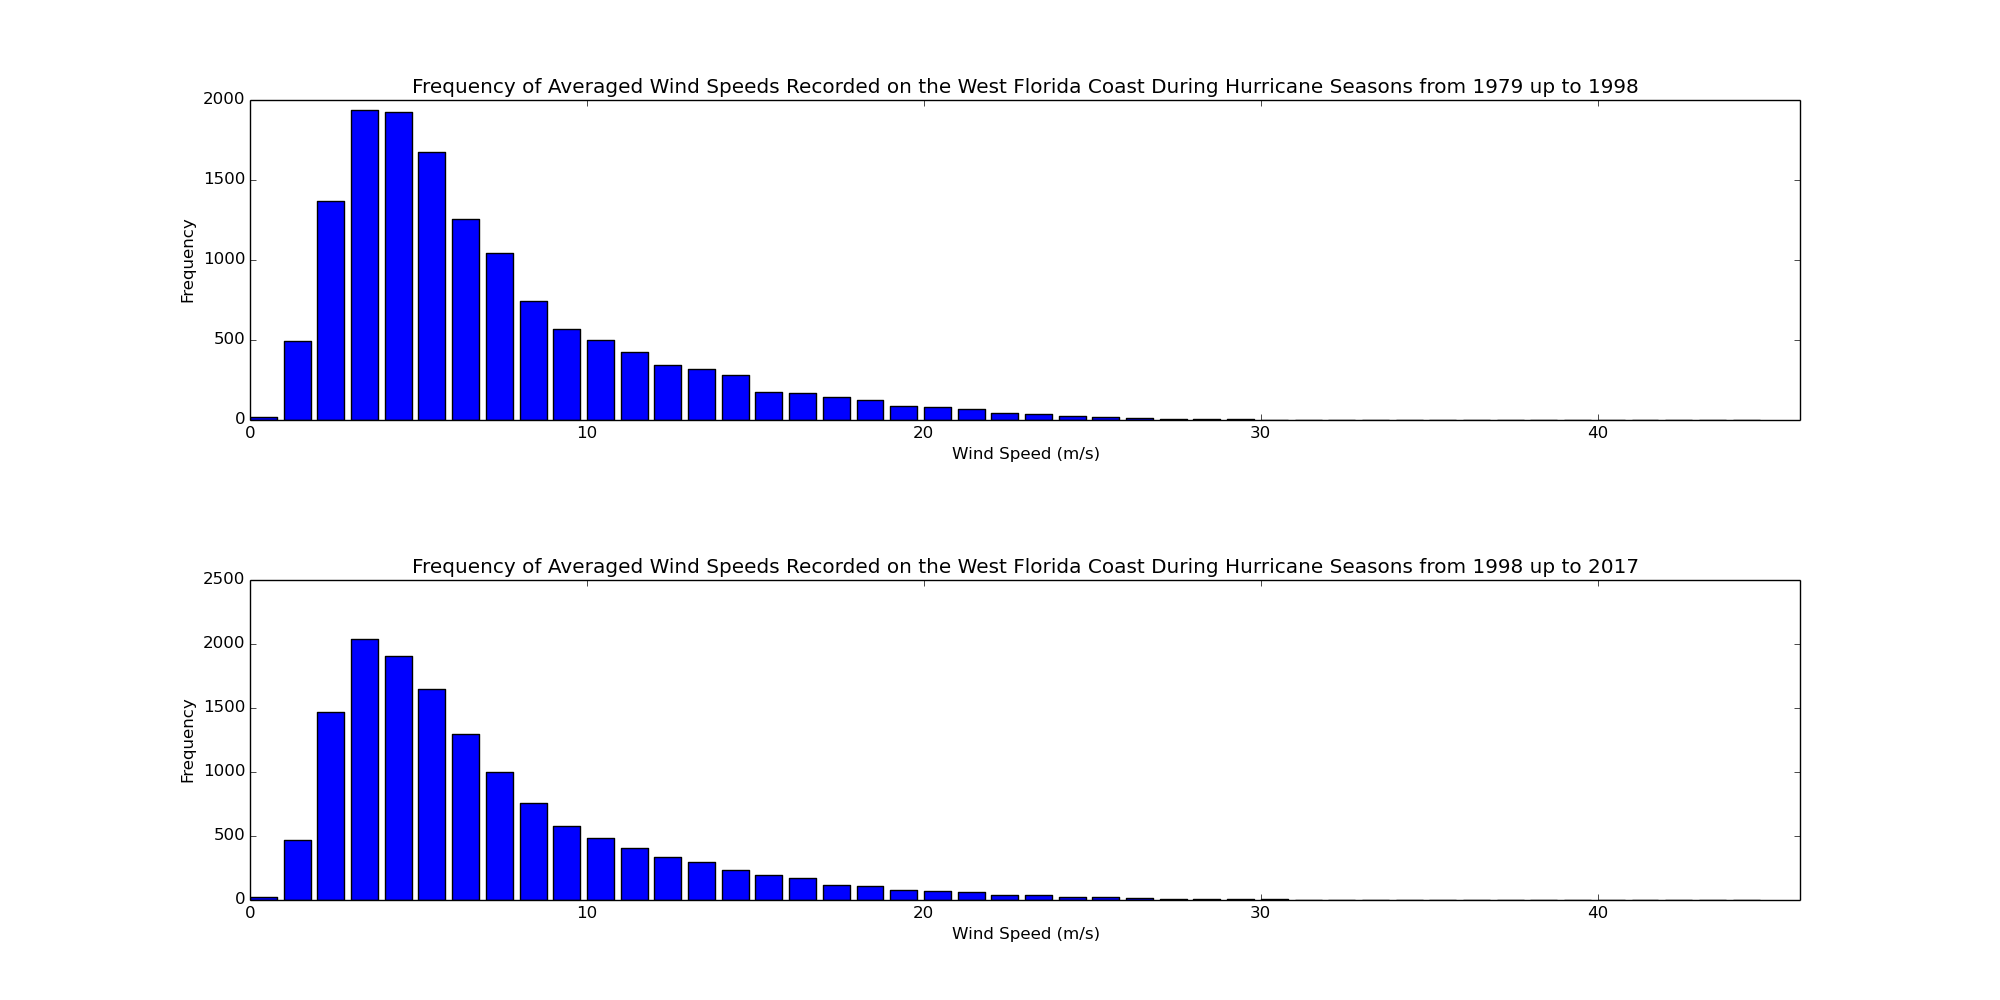 Frequency of Averaged Wind Speeds Recorded on the West Florida Coast During Hurricane Seasons from 1979 up to 1998
2000
1500
1000
500
0
Frequency
0 10 20 30 40
Wind Speed (m/s)
Frequency of Averaged Wind Speeds Recorded on the West Florida Coast During Hurricane Seasons from 1998 up to 2017
2500
2000
1500
1000
500
0
Frequency
0 10 20 30 40
Wind Speed (m/s)